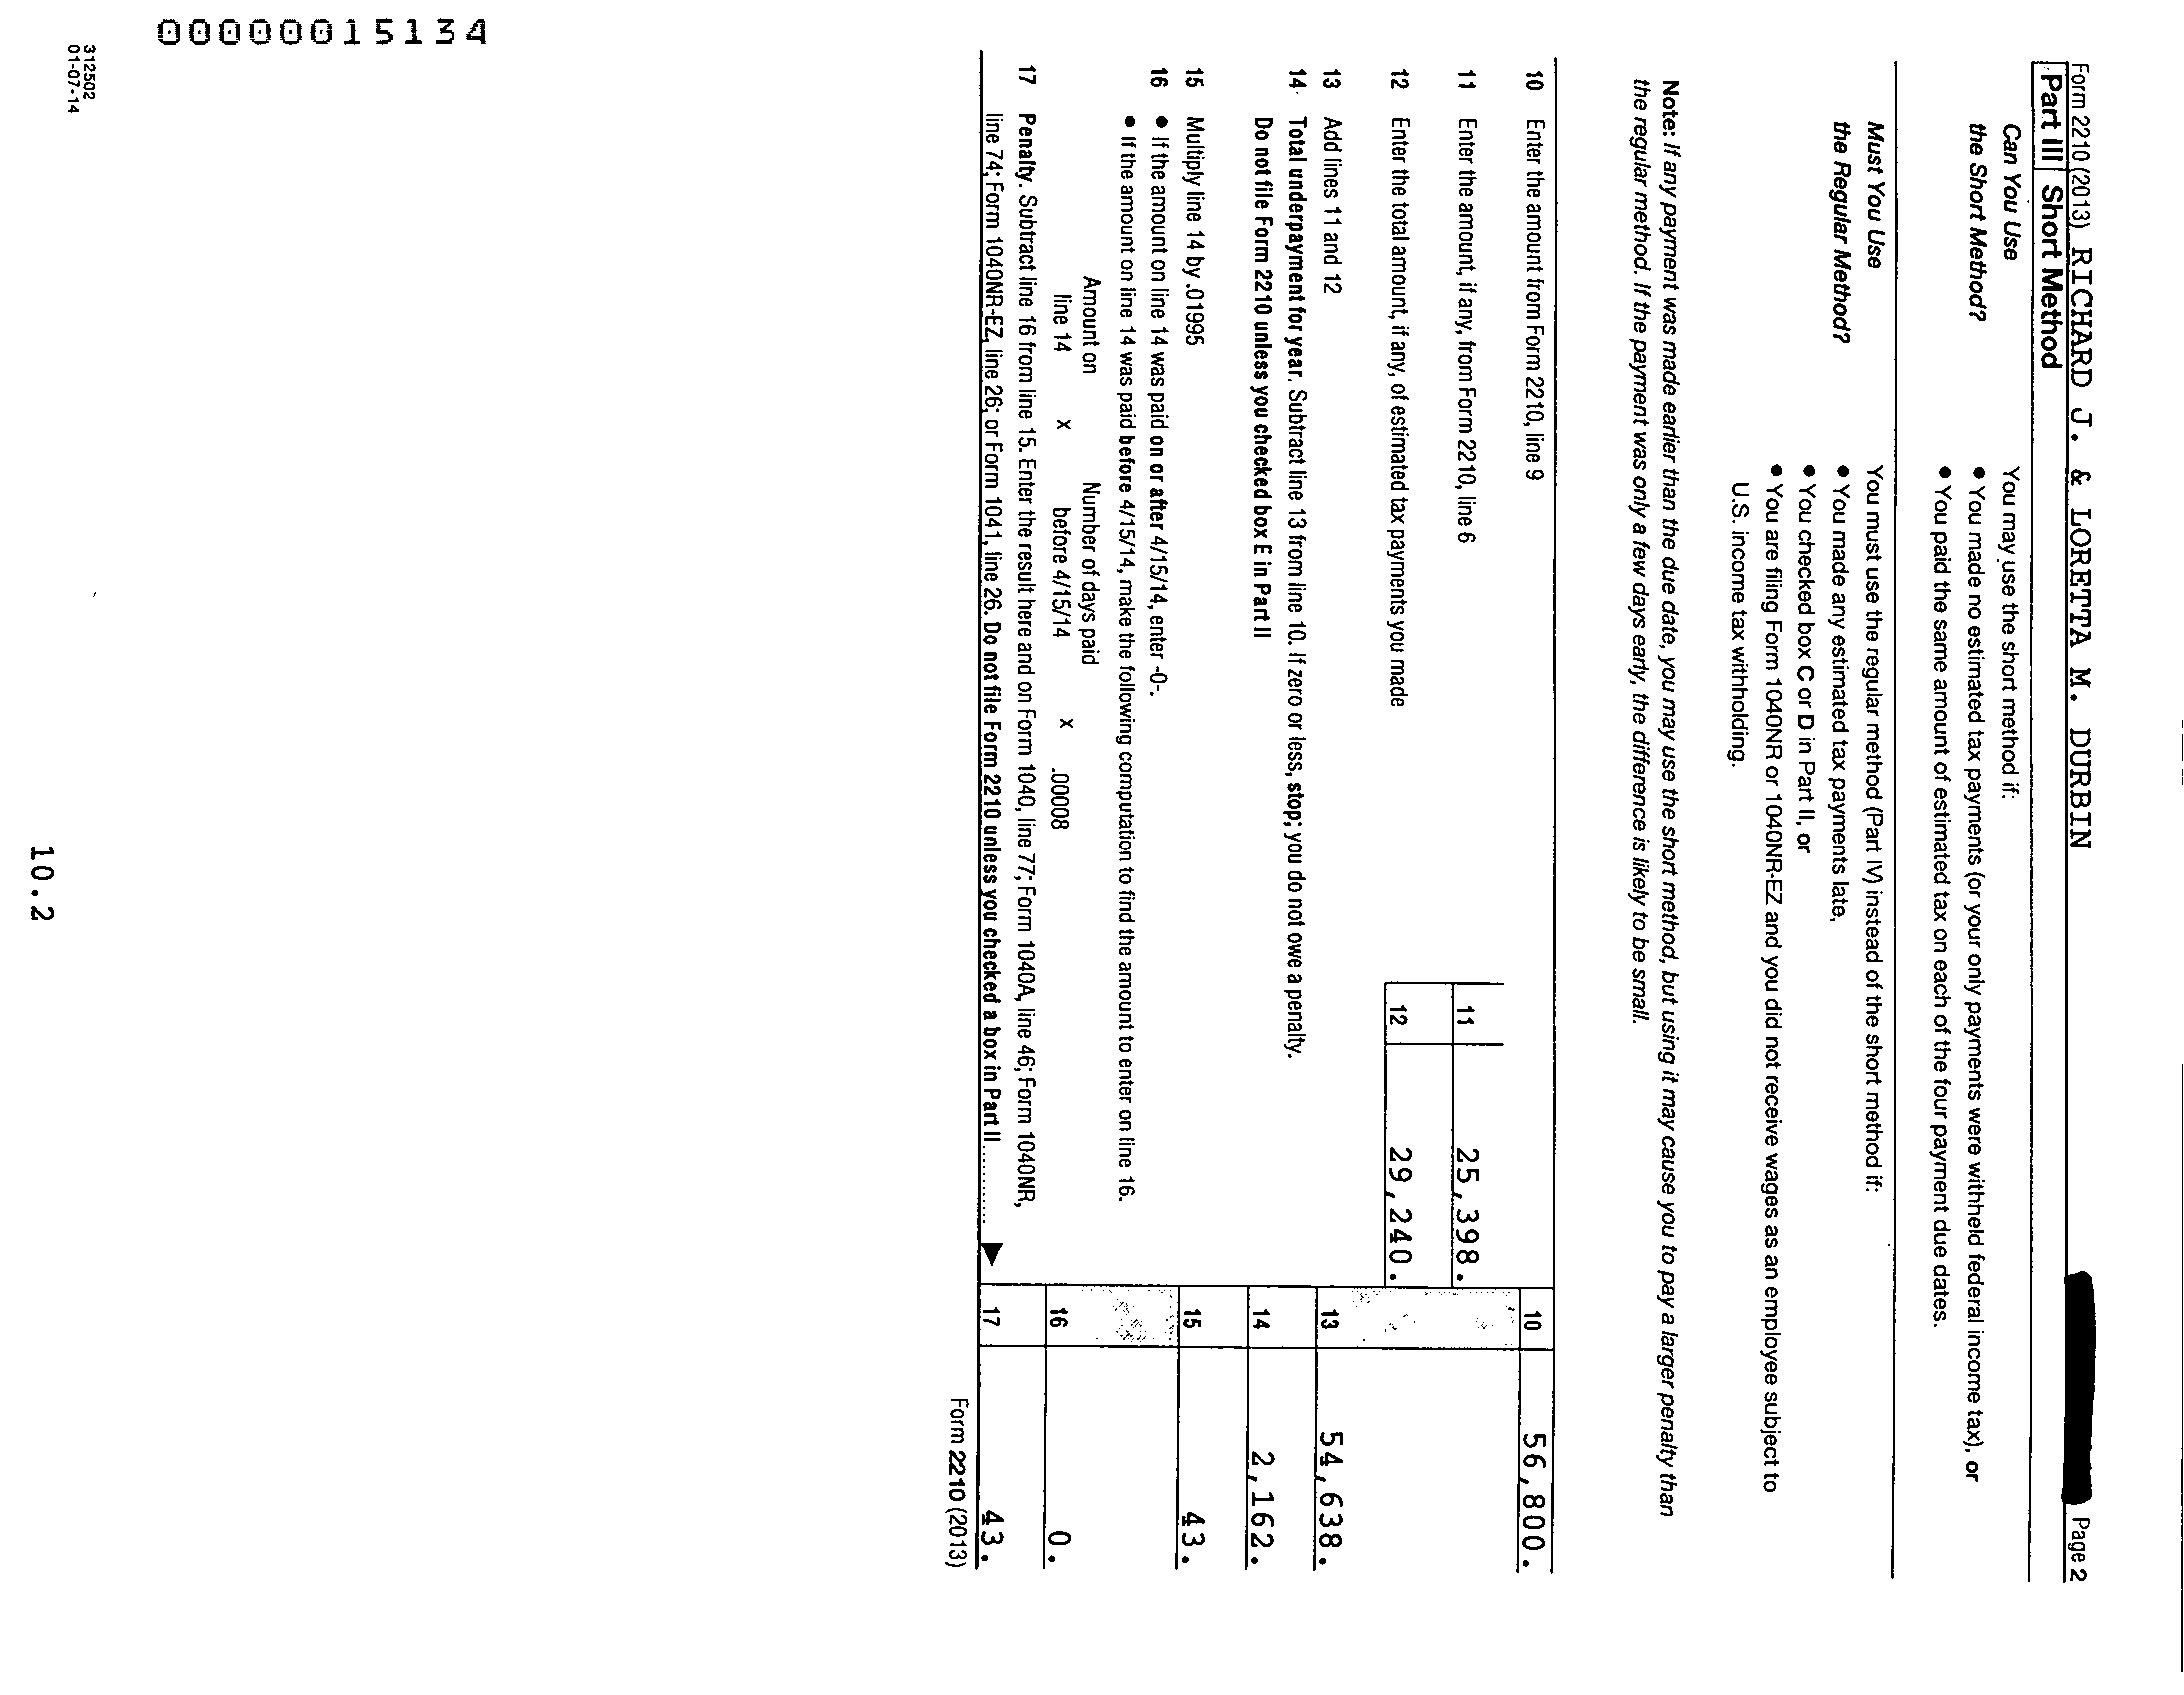 Form 2210 (2013) RICHARD J. & LORETTA M. DURBIN Page 2
Part III Short Method
Can You Use
the Short Method?
You may use the short method if:
● You made no estimated tax payments (or your only payments were withheld federal income tax), or
● You paid the same amount of estimated tax on each of the four payment due dates.
Must You Use
the Regular Method?
You must use the regular method (Part IV) instead of the short method if:
● You made any estimated tax payments late,
● You checked box C or D in Part II, or
● You are filing Form 1040NR or 1040NR-EZ and you did not receive wages as an employee subject to
U.S. income tax withholding.
Note: If any payment was made earlier than the due date, you may use the short method, but using it may cause you to pay a larger penalty than
the regular method. If the payment was only a few days early, the difference is likely to be small.
10 Enter the amount from Form 2210, line 9 10 56,800.
11 Enter the amount, if any, from Form 2210, line 6 11 25,398.
12 Enter the total amount, if any, of estimated tax payments you made 12 29,240.
13 Add lines 11 and 12 13 54,638.
14 Total underpayment for year. Subtract line 13 from line 10. If zero or less, stop; you do not owe a penalty.
Do not file Form 2210 unless you checked box E in Part II 14 2,162.
15 Multiply line 14 by .01995 15 43.
16 ● If the amount on line 14 was paid on or after 4/15/14, enter -0-.
● If the amount on line 14 was paid before 4/15/14, make the following computation to find the amount to enter on line 16.
Amount on Number of days paid
line 14 x before 4/15/14 x .00008 16 0.
17 Penalty. Subtract line 16 from line 15. Enter the result here and on Form 1040, line 77; Form 1040A, line 46; Form 1040NR,
line 74; Form 1040NR-EZ, line 26; or Form 1041, line 26. Do not file Form 2210 unless you checked a box in Part II 17 43.
Form 2210 (2013)
312502
01-07-14
10.2
00000015134